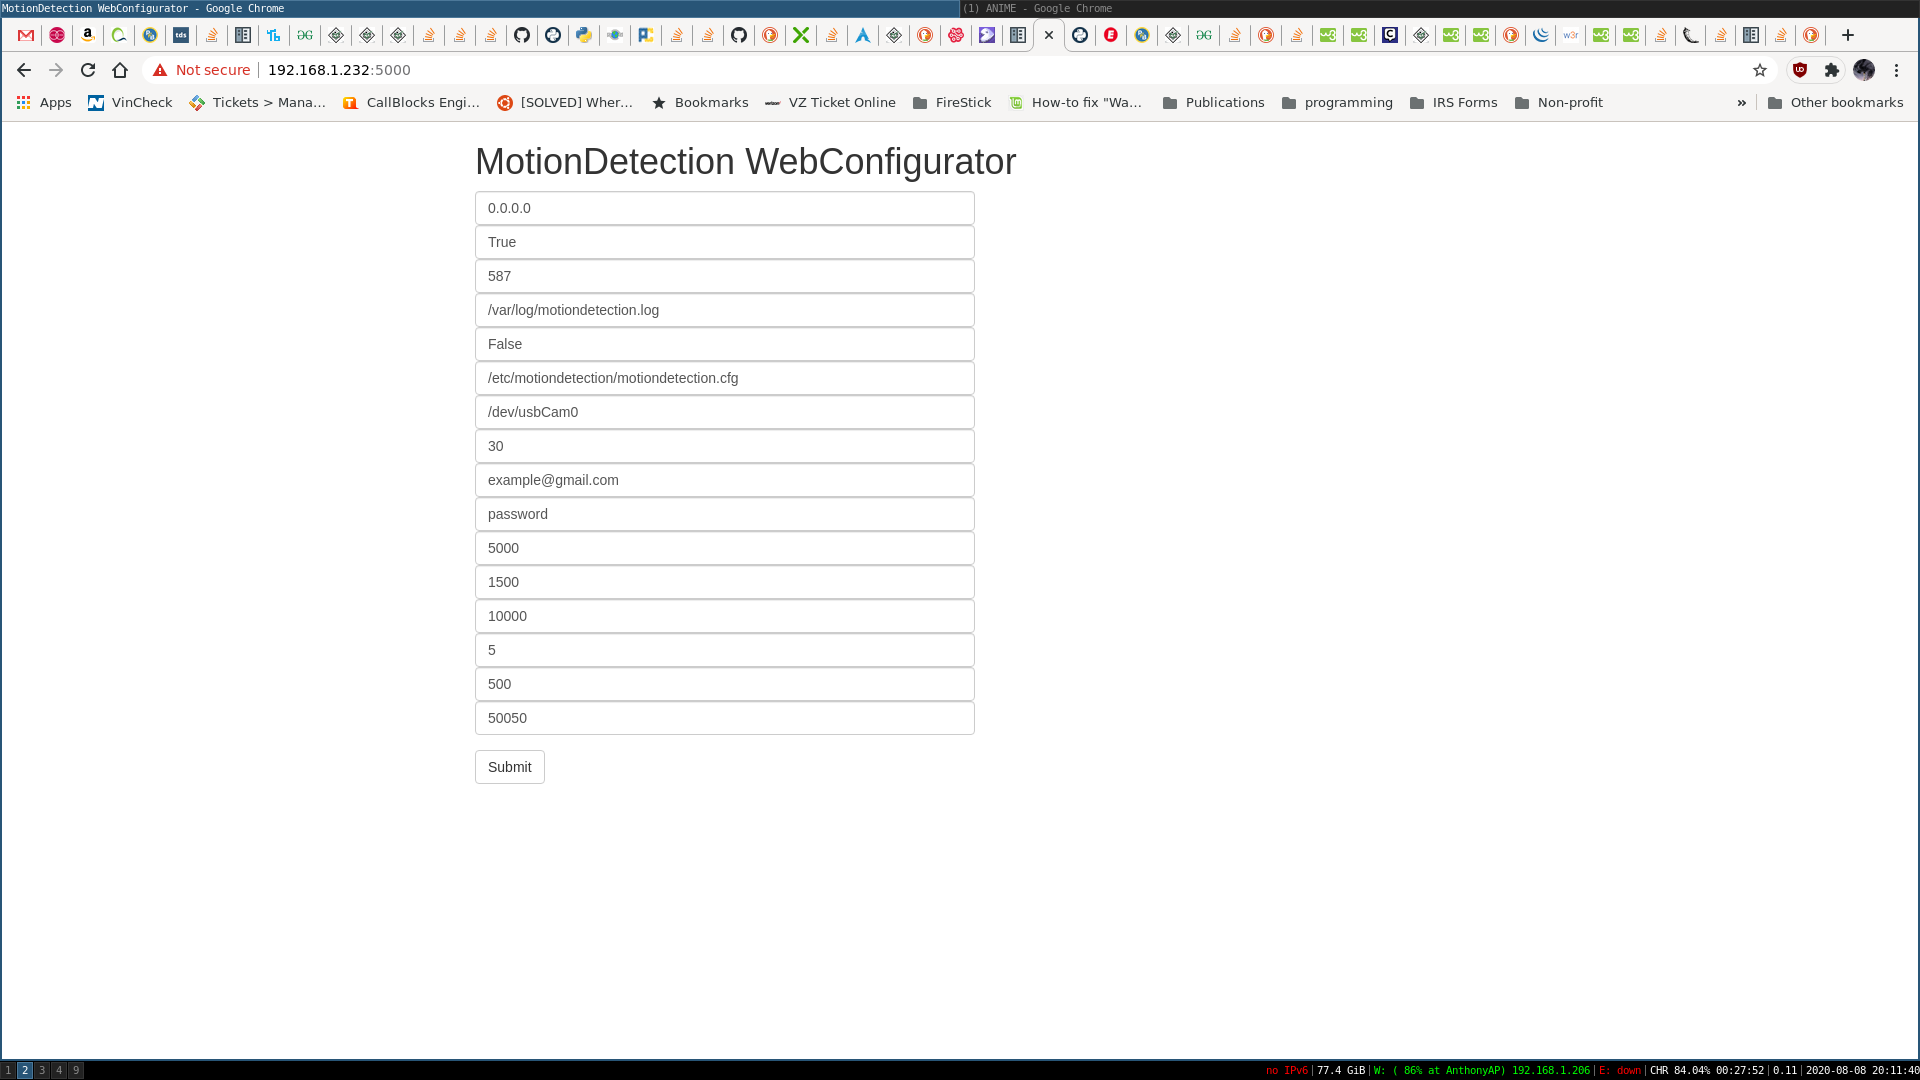 MotionDetection WebConfigurator - Google Chrome
(1) ANIME - Google Chrome
Not secure
192.168.1.232:5000
Apps
VinCheck
Tickets > Mana...
CallBlocks Engi...
[SOLVED] Wher...
Bookmarks
VZ Ticket Online
FireStick
How-to fix "Wa...
Publications
programming
IRS Forms
Non-profit
»
Other bookmarks
MotionDetection WebConfigurator
0.0.0.0
True
587
/var/log/motiondetection.log
False
/etc/motiondetection/motiondetection.cfg
/dev/usbCam0
30
example@gmail.com
password
5000
1500
10000
5
500
50050
Submit
1 2 3 4 9
no IPv6|77.4 GiB|W: ( 86% at AnthonyAP) 192.168.1.206|E: down|CHR 84.04% 00:27:52|0.11|2020-08-08 20:11:40